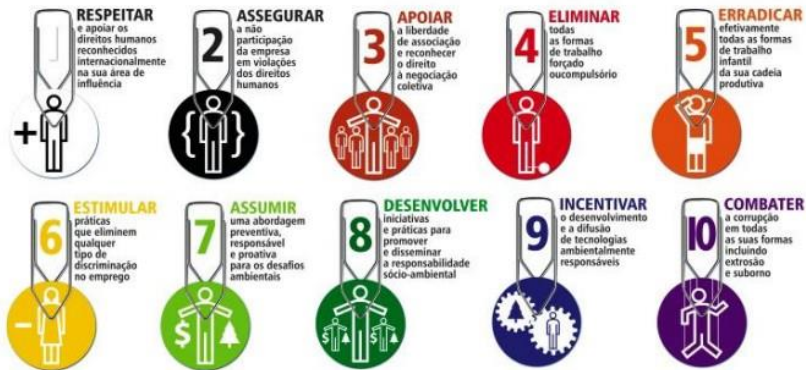 1
RESPEITAR
e apoiar os
direitos humanos
reconhecidos
internacionalmente
na sua área de
influência
2
ASSEGURAR
a não
participação
da empresa
em violações
dos direitos
humanos
3
APOIAR
a liberdade
de associação
e reconhecer
o direito
à negociação
coletiva
4
ELIMINAR
todas
as formas
de trabalho
forçado
oucompulsório
5
ERRADICAR
efetivamente
todas as formas
de trabalho
infantil
da sua cadeia
produtiva
+
{ }
6
ESTIMULAR
práticas
que eliminem
qualquer
tipo de
discriminação
no emprego
7
ASSUMIR
uma abordagem
preventiva,
responsável
e proativa
para os desafios
ambientais
8
DESENVOLVER
iniciativas
e práticas para
promover
e disseminar
a responsabilidade
sócio-ambiental
9
INCENTIVAR
o desenvolvimento
e a difusão
de tecnologias
ambientalmente
responsáveis
10
COMBATER
a corrupção
em todas
as suas formas
incluindo
extrosão
e suborno
-
$
$ $